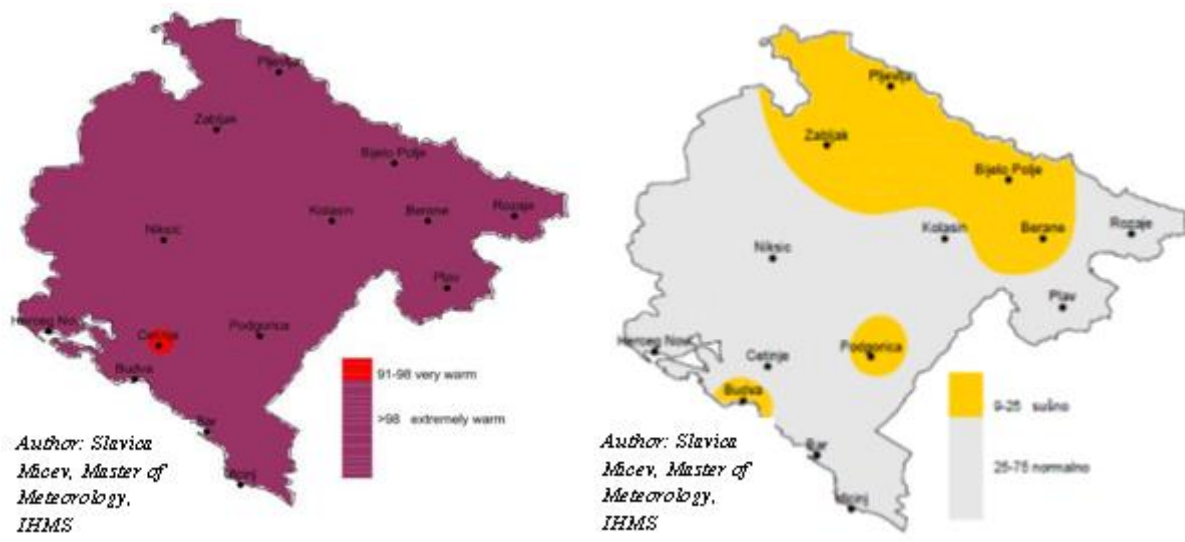 Pljevlja
Zabljak
Bijelo Polje
Kolasin
Berane
Rozaje
Niksic
Plav
Herceg Nov
Cetinje
Podgorica
Budva
Bar
Ulcinj
91-98 very warm
>98 extremely warm
Author: Slavica
Micev, Master of
Meteorology,
IHMS
Pljevlja
Zabljak
Bijelo Polje
Kolasin
Berane
Rozaje
Niksic
Plav
Herceg Novi
Cetinje
Podgorica
Budva
Bar
Ulcinj
9-25 sušno
25-75 normalno
Author: Slavica
Micev, Master of
Meteorology,
IHMS